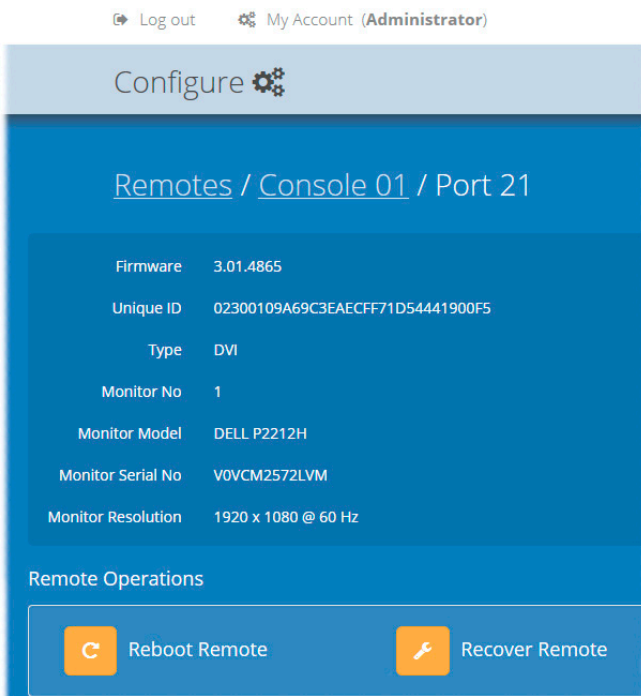 Log out My Account (Administrator)
Configure
Remotes / Console 01 / Port 21
Firmware 3.01.4865
Unique ID 02300109A69C3EAECFF71D54441900F5
Type DVI
Monitor No 1
Monitor Model DELL P2212H
Monitor Serial No V0VCM2572LVM
Monitor Resolution 1920 x 1080 @ 60 Hz
Remote Operations
Reboot Remote Recover Remote